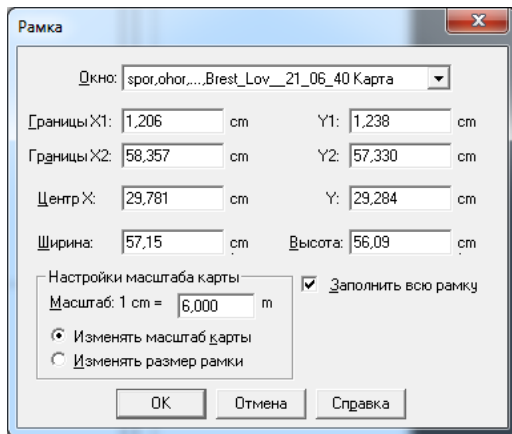 Рамка
Окно: spor,ohor,...,Brest_Lov__21_06_40 Карта
Границы X1: 1,206 cm Y1: 1,238 cm
Границы X2: 58,357 cm Y2: 57,330 cm
Центр X: 29,781 cm Y: 29,284 cm
Ширина: 57,15 cm Высота: 56,09 cm
Настройки масштаба карты
Заполнить всю рамку
Масштаб: 1 cm = 6,000 m
Изменять масштаб карты
Изменять размер рамки
OK Отмена Справка